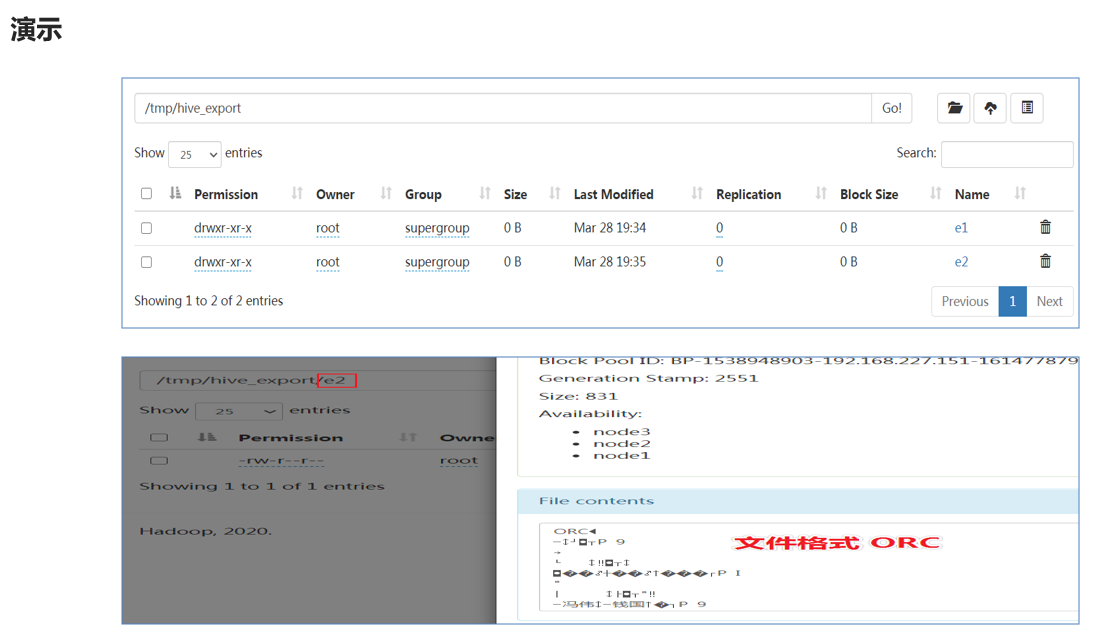 演示
/tmp/hive_export Go!
Show 25 entries Search:
Permission Owner Group Size Last Modified Replication Block Size Name
drwxr-xr-x root supergroup 0 B Mar 28 19:34 0 0 B e1
drwxr-xr-x root supergroup 0 B Mar 28 19:35 0 0 B e2
Showing 1 to 2 of 2 entries Previous 1 Next
/tmp/hive_export/e2
Show 25 entries
Permission Owne
-rw-r--r-- root
Showing 1 to 1 of 1 entries
Hadoop, 2020.
Block Pool ID: BP-1538948903-192.168.227.151-161477879
Generation Stamp: 2551
Size: 831
Availability:
node3
node2
node1
File contents
ORC
文件格式 ORC